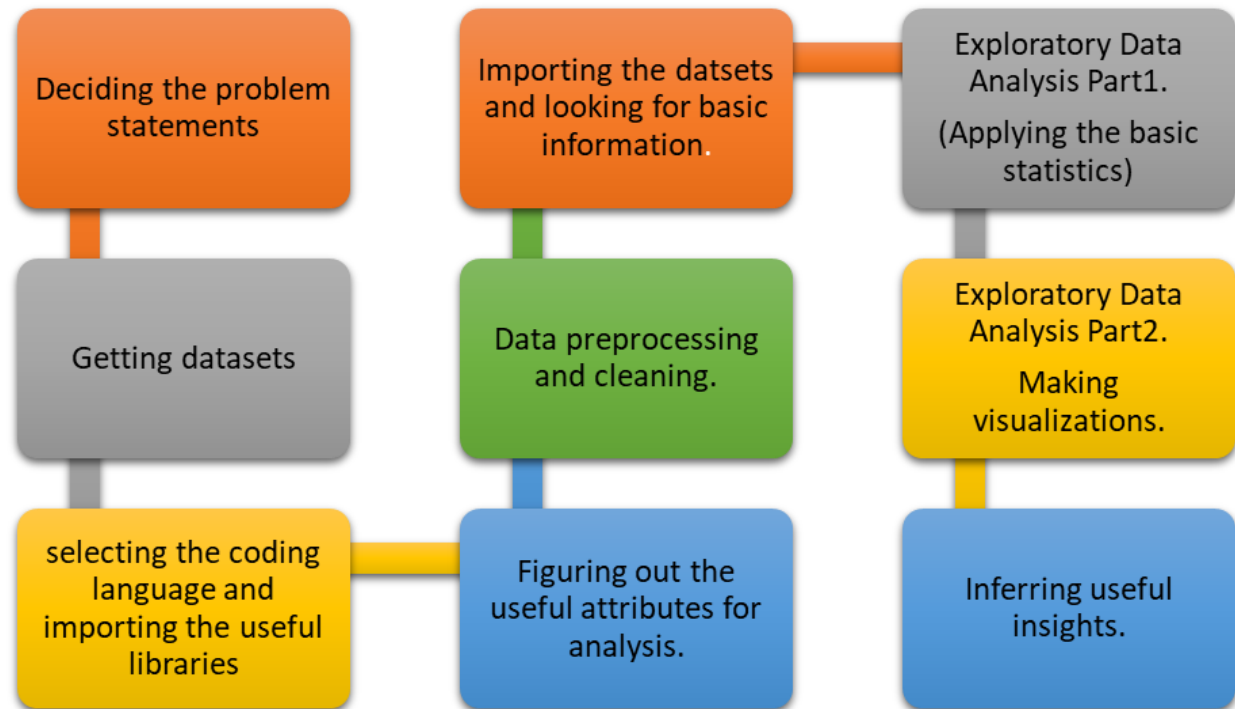 Deciding the problem
statements
Getting datasets
selecting the coding
language and
importing the useful
libraries
Figuring out the
useful attributes for
analysis.
Data preprocessing
and cleaning.
Importing the datsets
and looking for basic
information.
Exploratory Data
Analysis Part1.
(Applying the basic
statistics)
Exploratory Data
Analysis Part2.
Making
visualizations.
Inferring useful
insights.